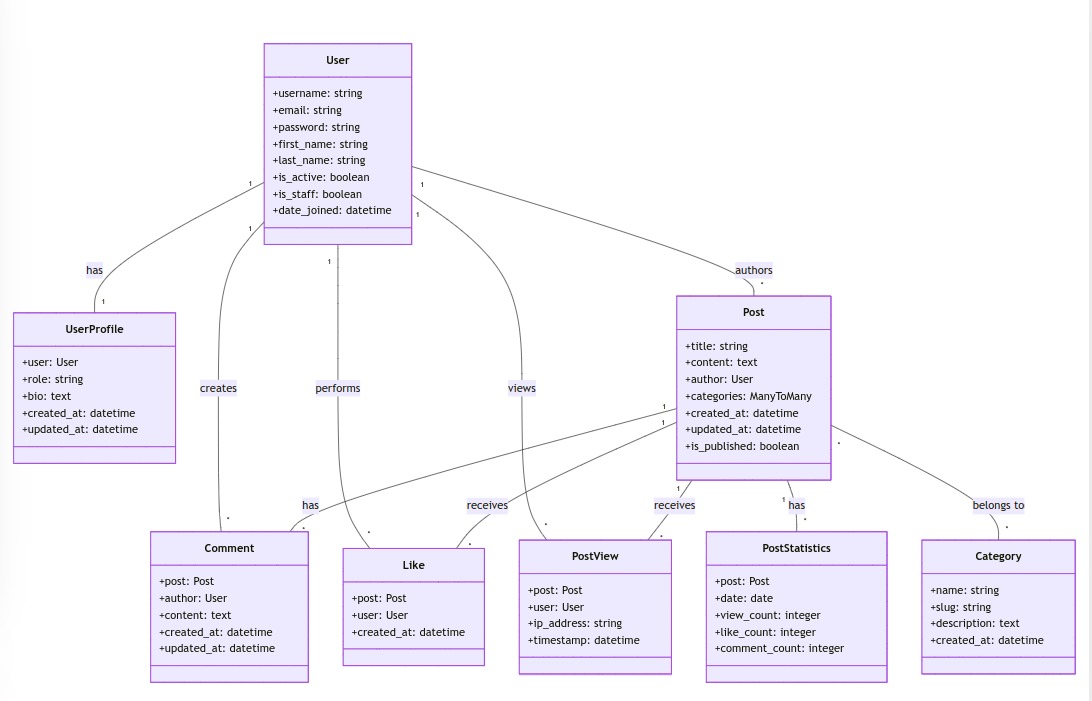 User
+username: string
+email: string
+password: string
+first_name: string
+last_name: string
+is_active: boolean
+is_staff: boolean
+date_joined: datetime
1
1
1
1
1
1
has
authors
*
1
UserProfile
+user: User
+role: string
+bio: text
+created_at: datetime
+updated_at: datetime
Post
+title: string
+content: text
+author: User
+categories: ManyToMany
+created_at: datetime
+updated_at: datetime
+is_published: boolean
creates
performs
views
1
1
*
1
1
has
receives
receives
has
belongs to
*
*
*
*
*
*
*
*
Comment
+post: Post
+author: User
+content: text
+created_at: datetime
+updated_at: datetime
Like
+post: Post
+user: User
+created_at: datetime
PostView
+post: Post
+user: User
+ip_address: string
+timestamp: datetime
PostStatistics
+post: Post
+date: date
+view_count: integer
+like_count: integer
+comment_count: integer
Category
+name: string
+slug: string
+description: text
+created_at: datetime